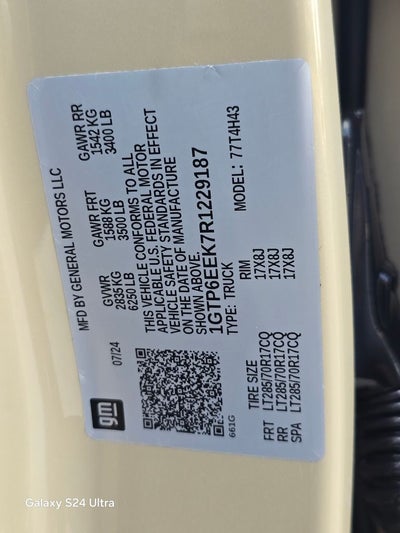 MFD BY GENERAL MOTORS LLC
gm
07/24
GVWR
2835 KG
6250 LB
GAWR FRT
1588 KG
3500 LB
GAWR RR
1542 KG
3400 LB
THIS VEHICLE CONFORMS TO ALL
APPLICABLE U.S. FEDERAL MOTOR
VEHICLE SAFETY STANDARDS IN EFFECT
ON THE DATE OF MANUFACTURE
SHOWN ABOVE.
1GTP6EEK7R1229187
TYPE: TRUCK
MODEL: 77T4H43
661G
TIRE SIZE RIM
FRT LT285/70R17CQ 17X8J
RR LT285/70R17CQ 17X8J
SPA LT285/70R17CQ 17X8J
Galaxy S24 Ultra